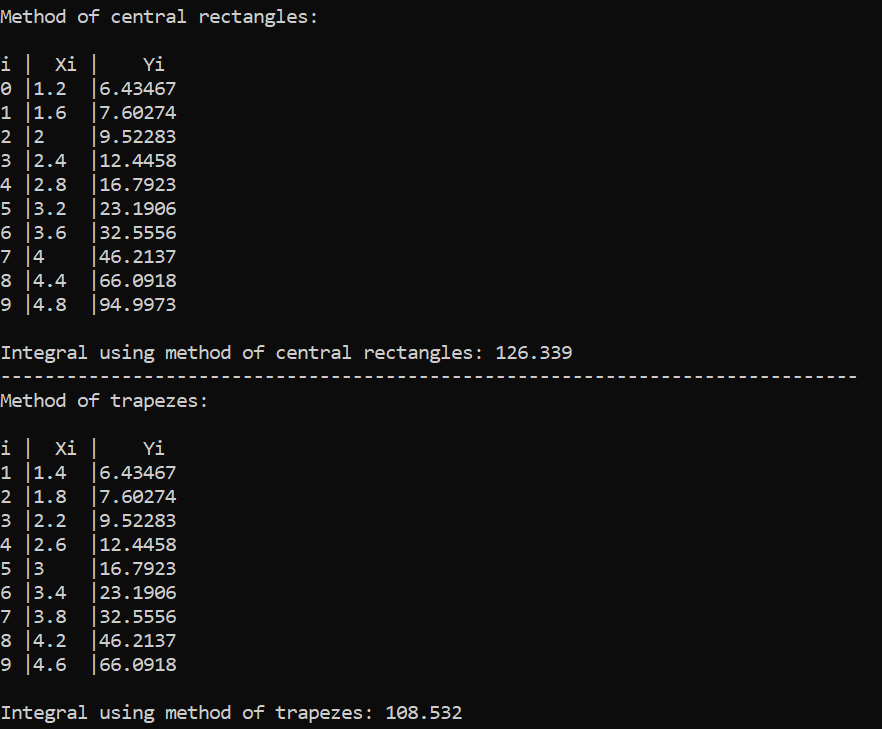 Method of central rectangles:
i |  Xi |    Yi
0 |1.2  |6.43467
1 |1.6  |7.60274
2 |2    |9.52283
3 |2.4  |12.4458
4 |2.8  |16.7923
5 |3.2  |23.1906
6 |3.6  |32.5556
7 |4    |46.2137
8 |4.4  |66.0918
9 |4.8  |94.9973
Integral using method of central rectangles: 126.339
------------------------------------------------------------------------------
Method of trapezes:
i |  Xi |    Yi
1 |1.4  |6.43467
2 |1.8  |7.60274
3 |2.2  |9.52283
4 |2.6  |12.4458
5 |3    |16.7923
6 |3.4  |23.1906
7 |3.8  |32.5556
8 |4.2  |46.2137
9 |4.6  |66.0918
Integral using method of trapezes: 108.532